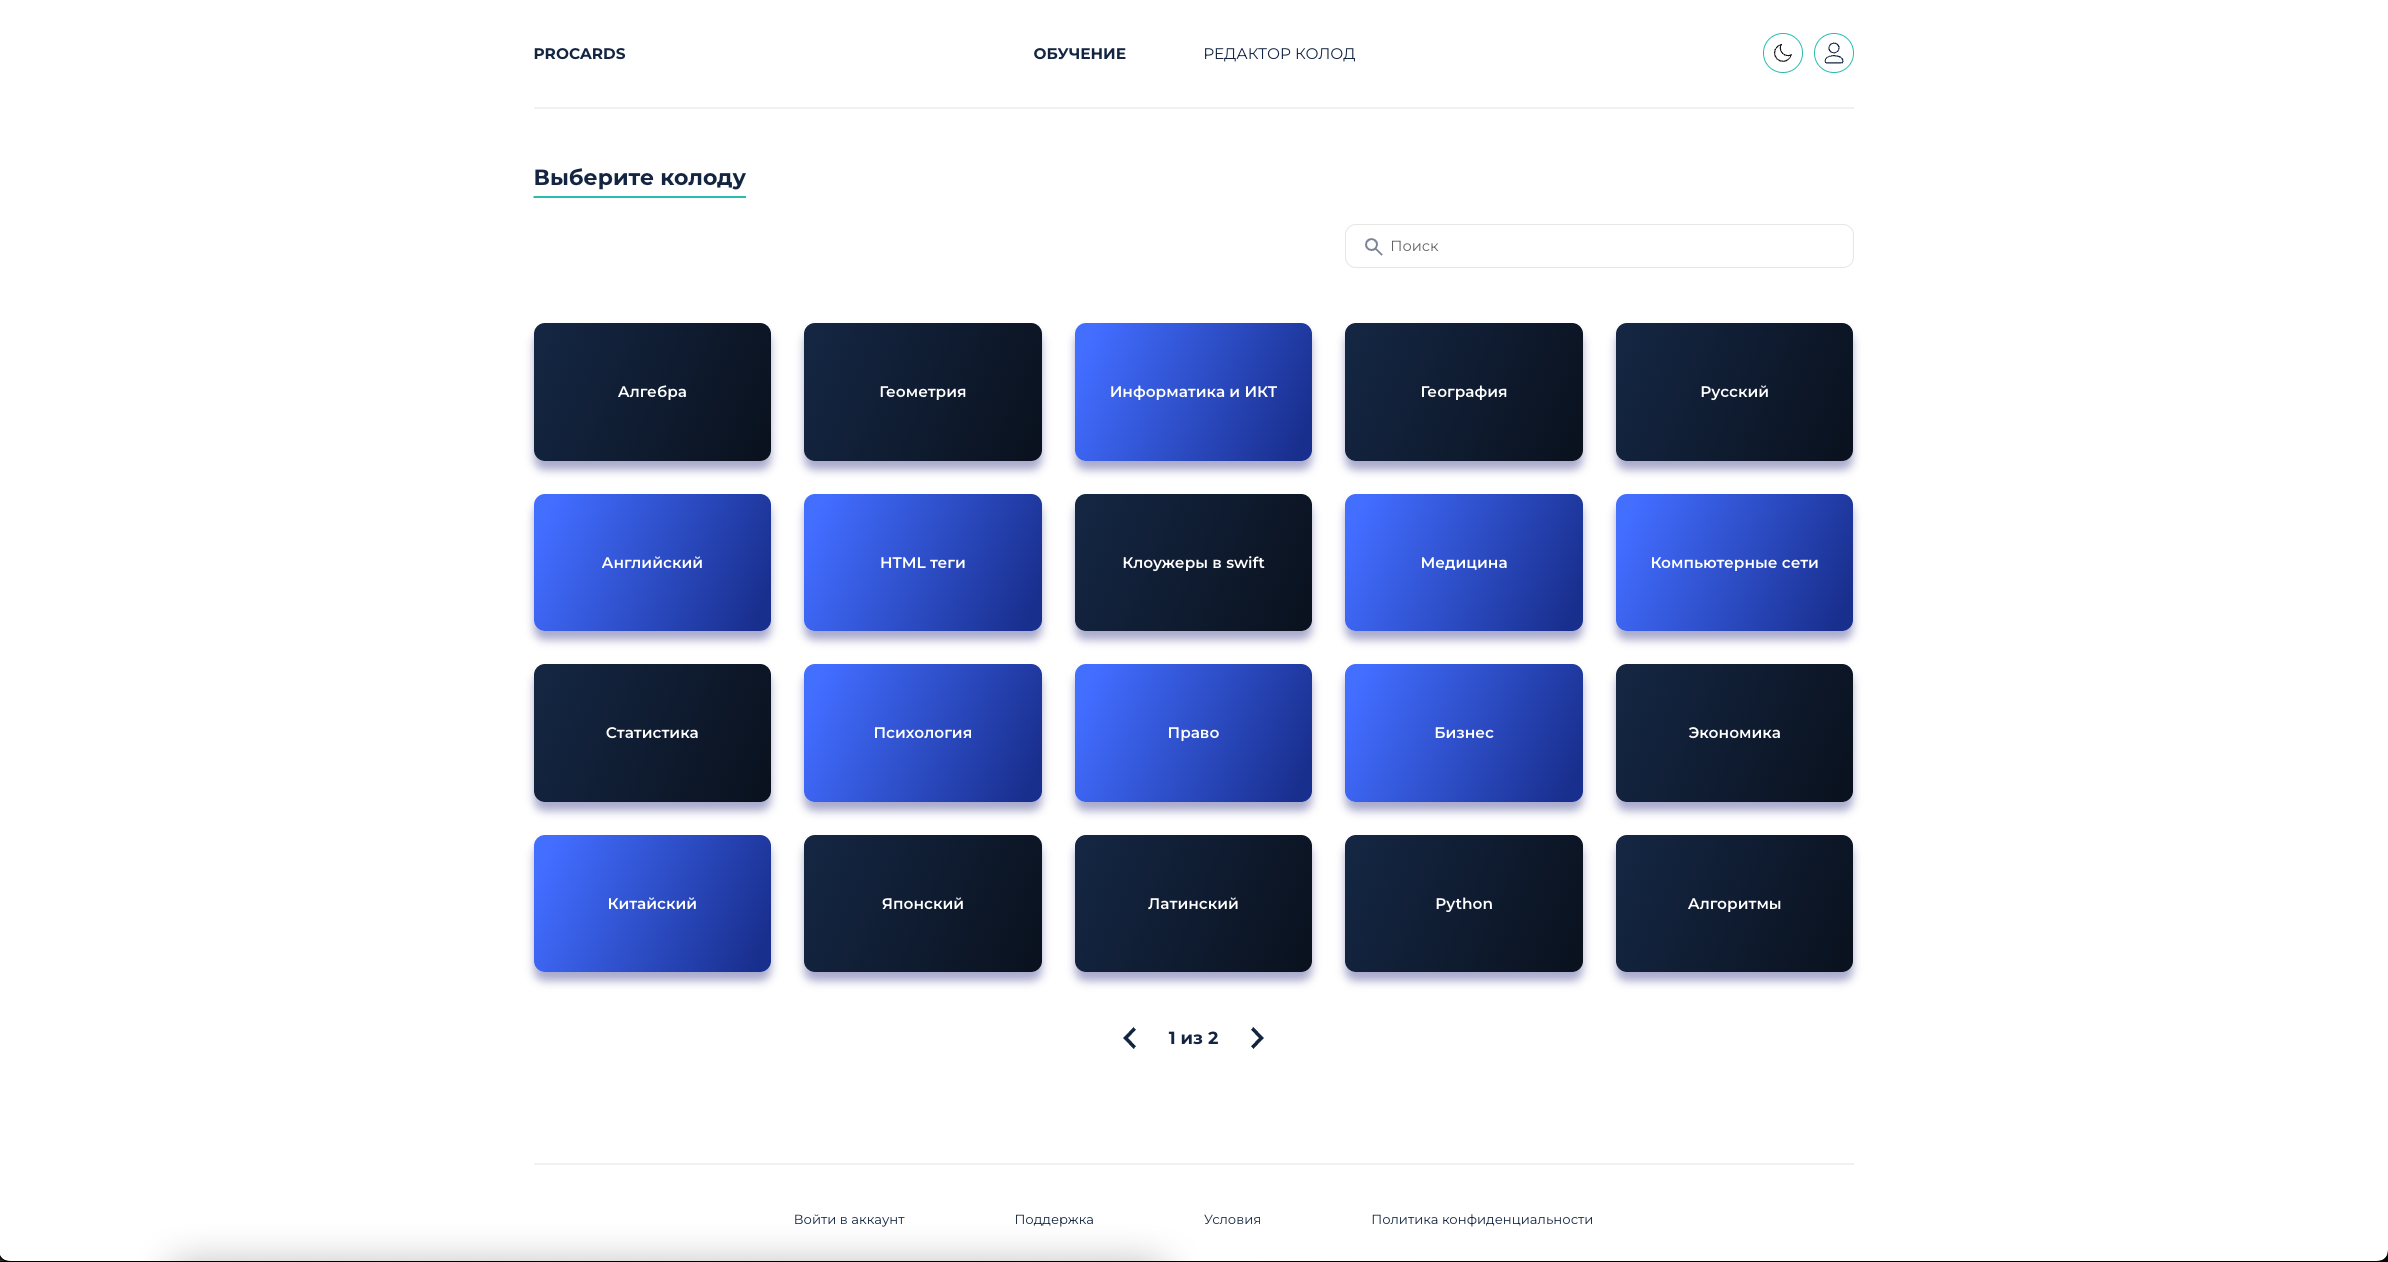 PROCARDS
ОБУЧЕНИЕ
РЕДАКТОР КОЛОД
Выберите колоду
Поиск
Алгебра
Геометрия
Информатика и ИКТ
География
Русский
Английский
HTML теги
Клоужеры в swift
Медицина
Компьютерные сети
Статистика
Психология
Право
Бизнес
Экономика
Китайский
Японский
Латинский
Python
Алгоритмы
1 из 2
Войти в аккаунт
Поддержка
Условия
Политика конфиденциальности